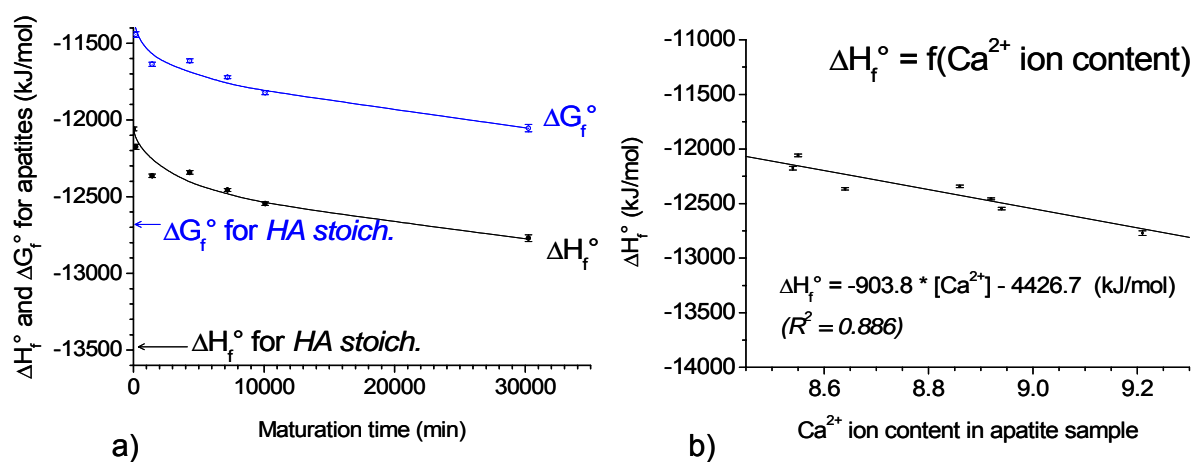 ΔHf° and ΔGf° for apatites (kJ/mol)
-11500
-12000
-12500
-13000
-13500
ΔGf°
ΔGf° for HA stoich.
ΔHf°
ΔHf° for HA stoich.
0
10000
20000
30000
Maturation time (min)
a)
ΔHf° (kJ/mol)
-11000
-11500
-12000
-12500
-13000
-13500
-14000
ΔHf° = f(Ca²⁺ ion content)
ΔHf° = -903.8 * [Ca²⁺] - 4426.7 (kJ/mol)
(R² = 0.886)
8.6
8.8
9.0
9.2
Ca²⁺ ion content in apatite sample
b)